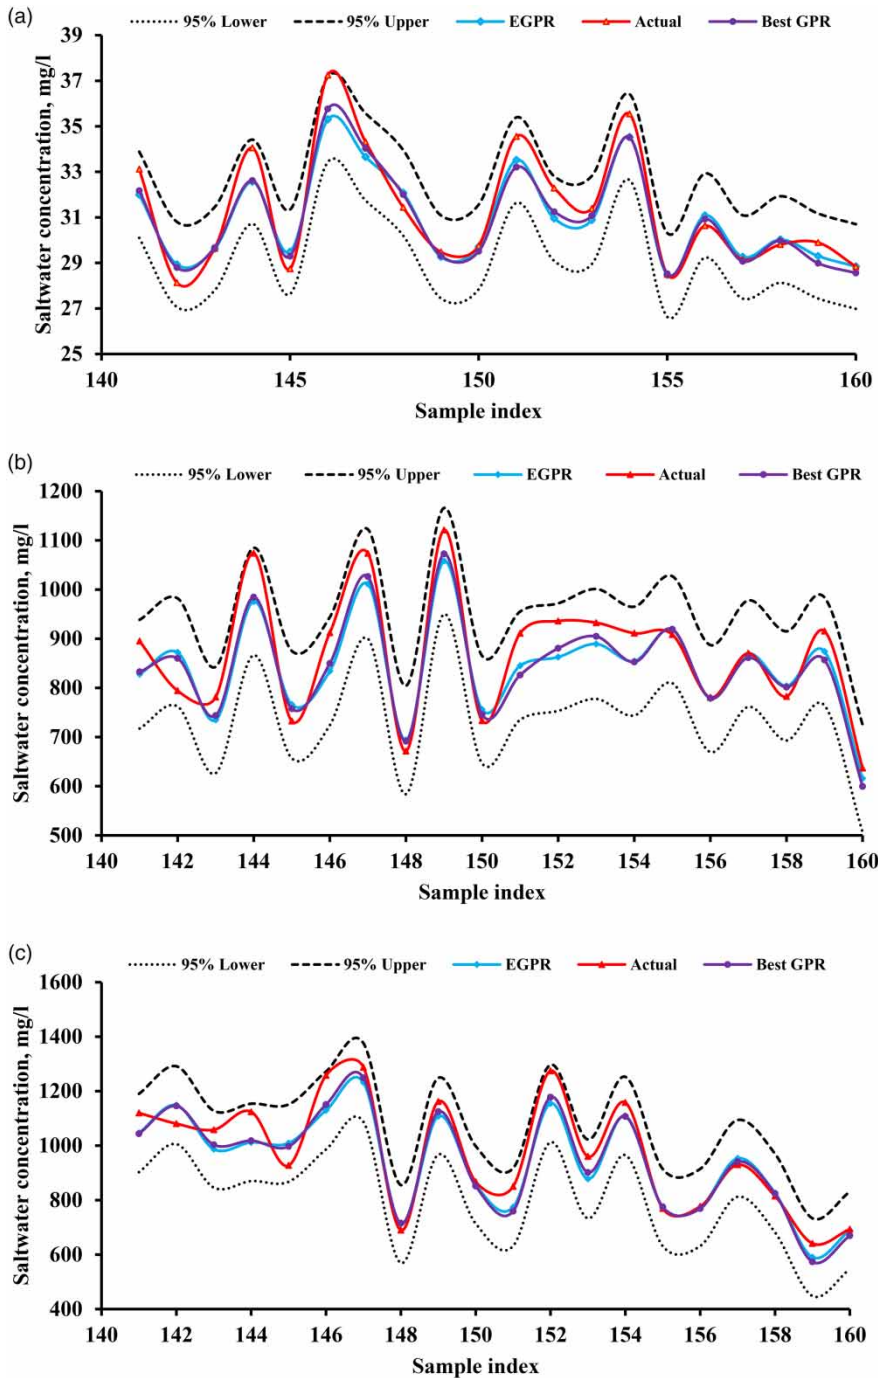 (a)
95% Lower 95% Upper EGPR Actual Best GPR
39
37
35
33
31
29
27
25
Saltwater concentration, mg/l
140 145 150 155 160
Sample index
(b)
95% Lower 95% Upper EGPR Actual Best GPR
1200
1100
1000
900
800
700
600
500
Saltwater concentration, mg/l
140 142 144 146 148 150 152 154 156 158 160
Sample index
(c)
95% Lower 95% Upper EGPR Actual Best GPR
1600
1400
1200
1000
800
600
400
Saltwater concentration, mg/l
140 142 144 146 148 150 152 154 156 158 160
Sample index